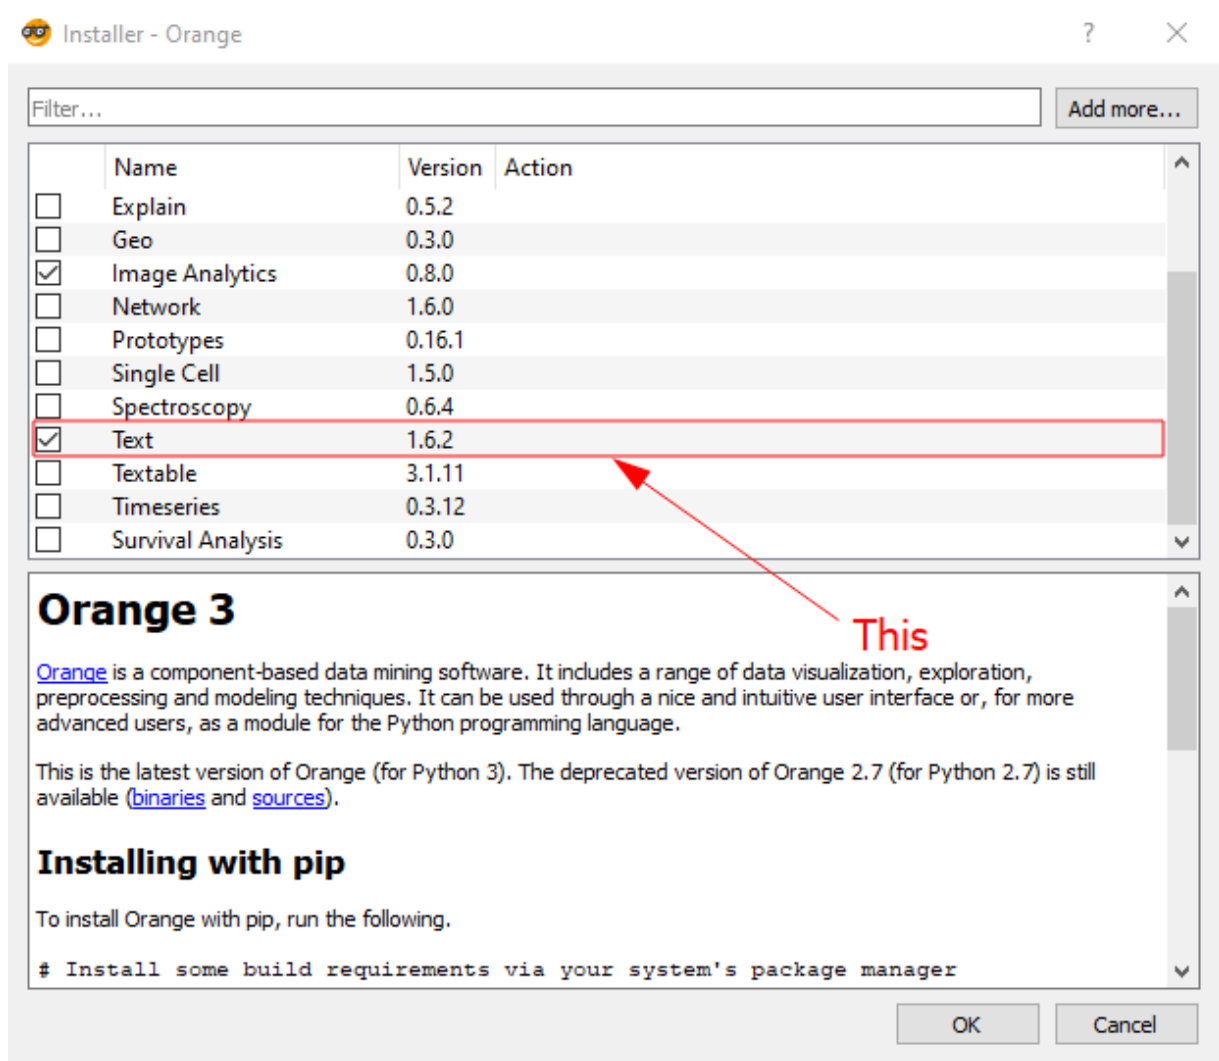 Installer - Orange
?
Filter...
Add more...
Name Version Action
Explain 0.5.2
Geo 0.3.0
Image Analytics 0.8.0
Network 1.6.0
Prototypes 0.16.1
Single Cell 1.5.0
Spectroscopy 0.6.4
Text 1.6.2
Textable 3.1.11
Timeseries 0.3.12
Survival Analysis 0.3.0
This
Orange 3
Orange is a component-based data mining software. It includes a range of data visualization, exploration,
preprocessing and modeling techniques. It can be used through a nice and intuitive user interface or, for more
advanced users, as a module for the Python programming language.
This is the latest version of Orange (for Python 3). The deprecated version of Orange 2.7 (for Python 2.7) is still
available (binaries and sources).
Installing with pip
To install Orange with pip, run the following.
# Install some build requirements via your system's package manager
OK
Cancel